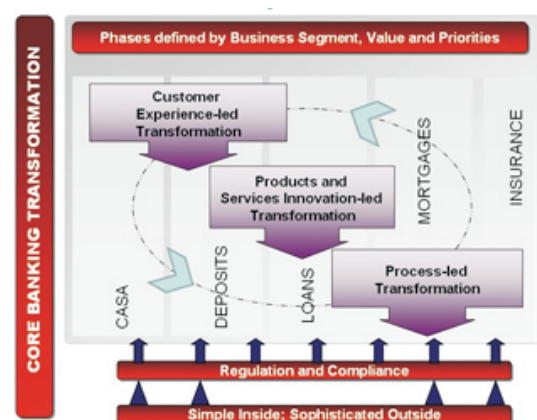 CORE BANKING TRANSFORMATION
Phases defined by Business Segment, Value and Priorities
Customer
Experience-led
Transformation
Products and
Services Innovation-led
Transformation
Process-led
Transformation
CASA
DEPOSITS
LOANS
MORTGAGES
INSURANCE
Regulation and Compliance
Simple Inside; Sophisticated Outside